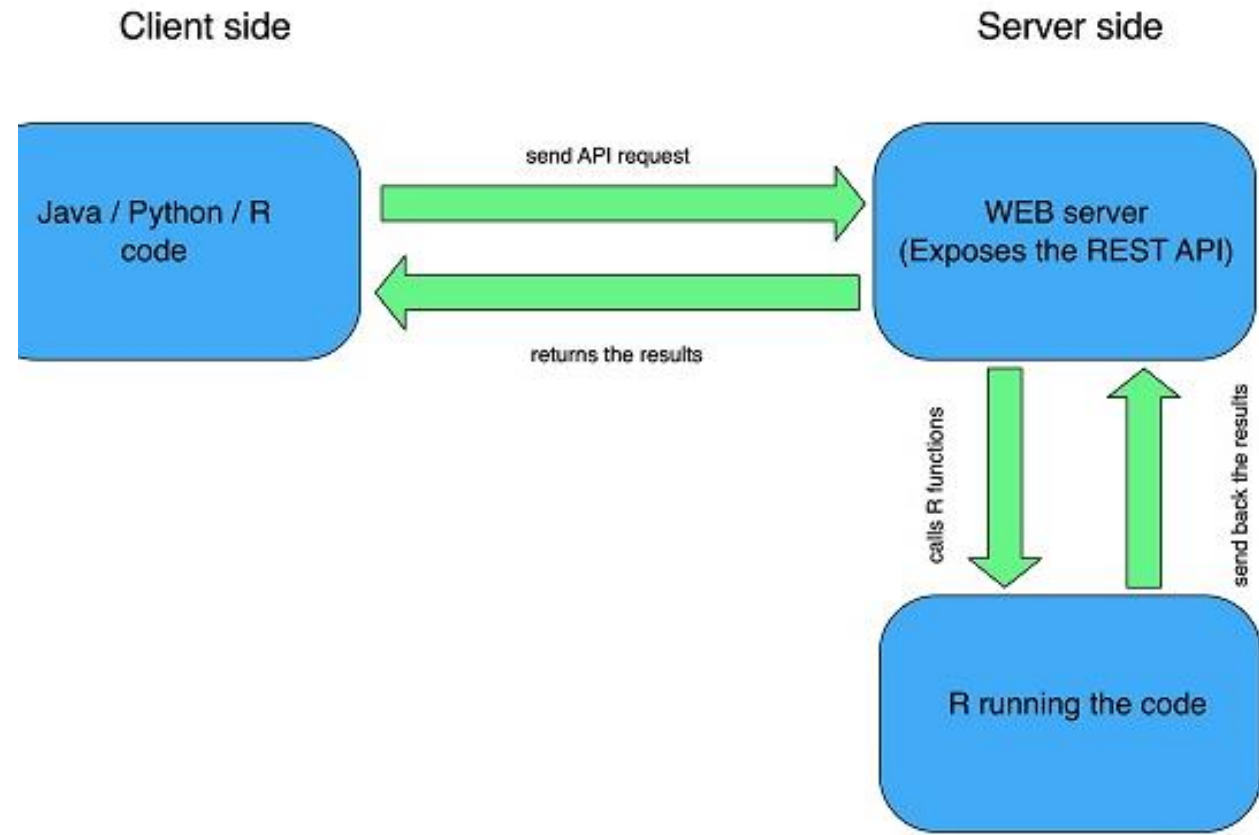 Client side
Server side
send API request
Java / Python / R
code
WEB server
(Exposes the REST API)
returns the results
calls R functions
send back the results
R running the code